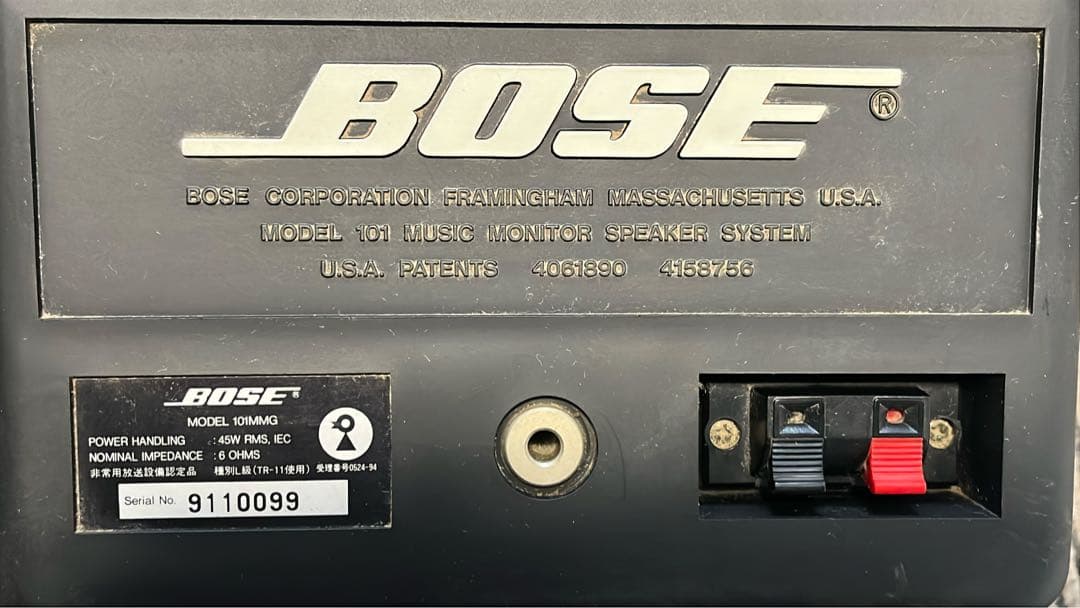 BOSE®
BOSE CORPORATION FRAMINGHAM MASSACHUSETTS U.S.A.
MODEL 101 MUSIC MONITOR SPEAKER SYSTEM
U.S.A. PATENTS 4061890 4158756
BOSE®
MODEL 101MMG
POWER HANDLING :45W RMS, IEC
NOMINAL IMPEDANCE :6 OHMS
非常用放送設備認定品 種別L級(TR-11使用) 受理番号0524-94
Serial No. 9110099